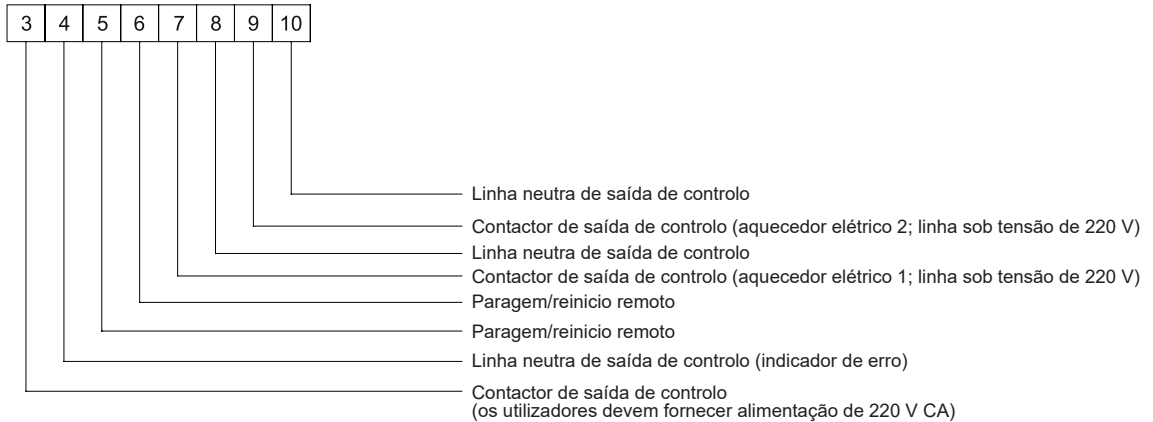 3 4 5 6 7 8 9 10
Linha neutra de saída de controlo
Contactor de saída de controlo (aquecedor elétrico 2; linha sob tensão de 220 V)
Linha neutra de saída de controlo
Contactor de saída de controlo (aquecedor elétrico 1; linha sob tensão de 220 V)
Paragem/reinicio remoto
Paragem/reinicio remoto
Linha neutra de saída de controlo (indicador de erro)
Contactor de saída de controlo
(os utilizadores devem fornecer alimentação de 220 V CA)